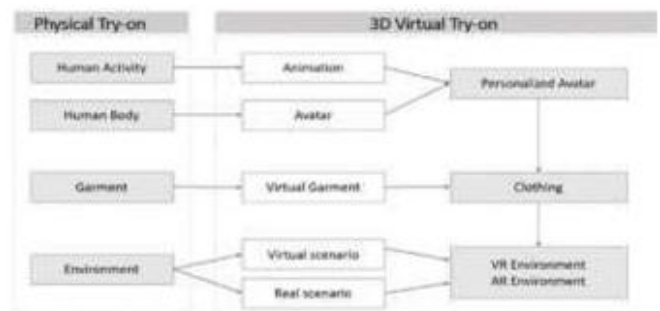 Physical Try-on
3D Virtual Try-on
Human Activity
Animation
Personalized Avatar
Human Body
Avatar
Garment
Virtual Garment
Clothing
Environment
Virtual scenario
Real scenario
VR Environment
AR Environment